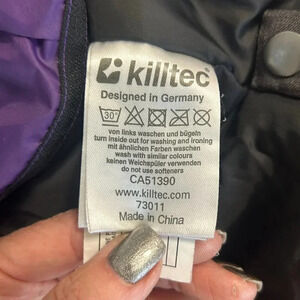 killtec
Designed in Germany
30°
von links waschen und bügeln
turn inside out for washing and ironing
mit ähnlichen Farben waschen
wash with similar colours
keinen Weichspüler verwenden
do not use softeners
CA51390
www.killtec.com
73011
Made in China